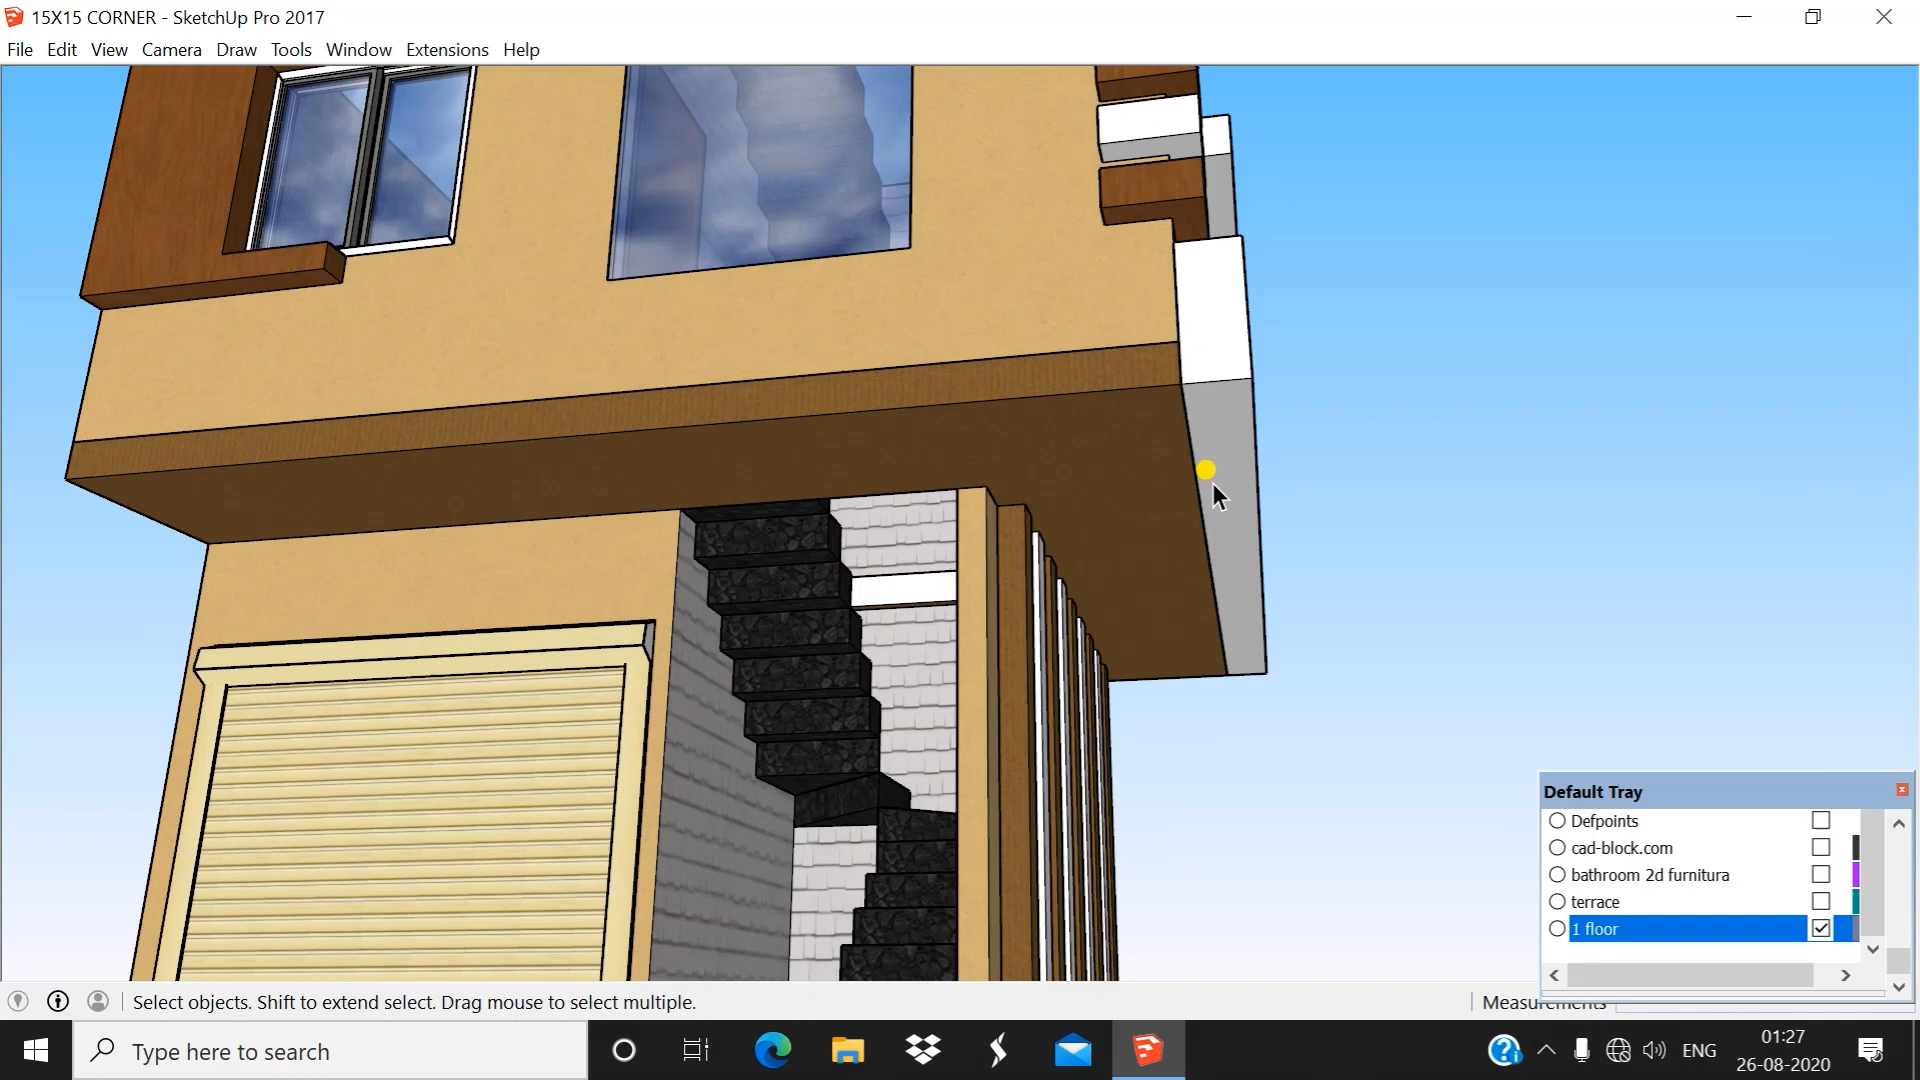 15X15 CORNER - SketchUp Pro 2017
File Edit View Camera Draw Tools Window Extensions Help
Default Tray
Defpoints
cad-block.com
bathroom 2d furnitura
terrace
1 floor
Select objects. Shift to extend select. Drag mouse to select multiple.
Measurements
Type here to search
ENG
01:27
26-08-2020